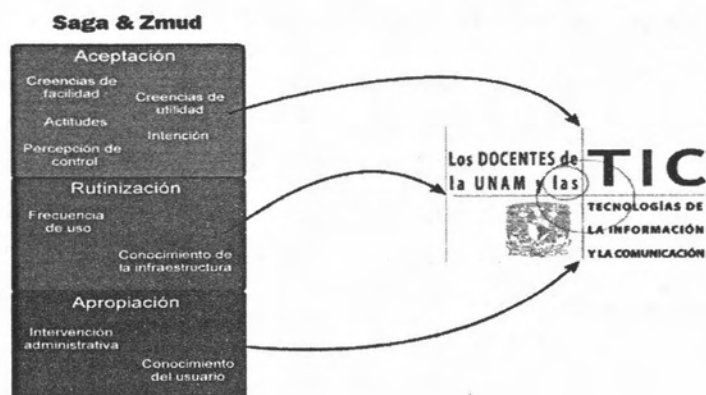 Saga & Zmud
Aceptación
Creencias de
facilidad
Creencias de
utilidad
Actitudes
Intención
Percepción de
control
Rutinización
Frecuencia
de uso
Conocimiento de
la infraestructura
Apropiación
Intervención
administrativa
Conocimiento
del usuario
Los DOCENTES de
la UNAM y las
TIC
TECNOLOGÍAS DE
LA INFORMACIÓN
Y LA COMUNICACIÓN